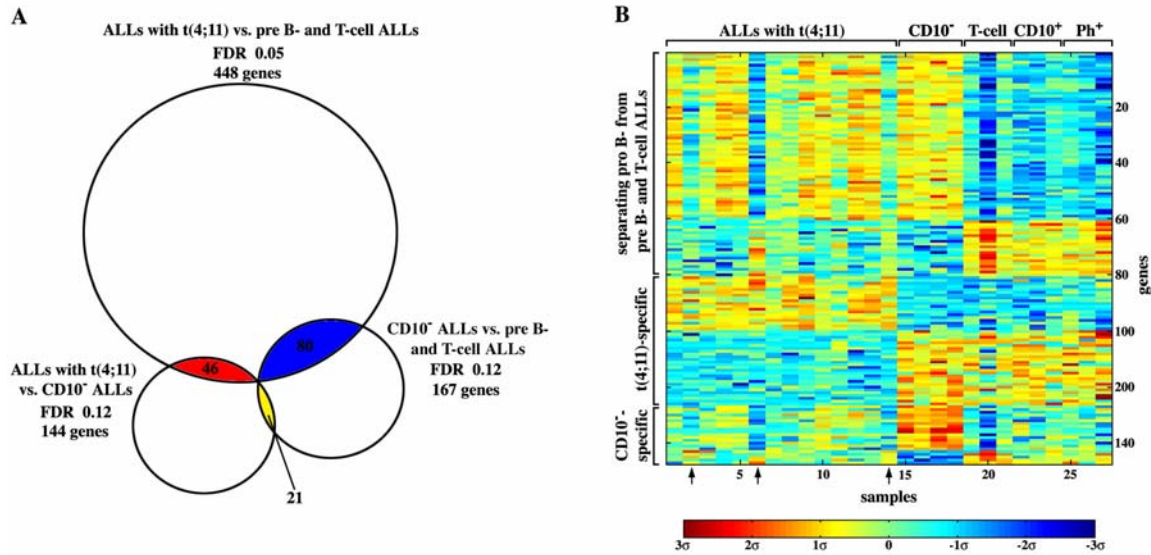 A
ALLs with t(4;11) vs. pre B- and T-cell ALLs
FDR 0.05
448 genes
80
46
CD10⁻ ALLs vs. pre B-
and T-cell ALLs
FDR 0.12
167 genes
ALLs with t(4;11)
vs. CD10⁻ ALLs
FDR 0.12
144 genes
21
B
ALLs with t(4;11) CD10⁻ T-cell CD10⁺ Ph⁺
separating pro B- from
pre B- and T-cell ALLs
t(4;11)-specific
CD10⁻-
specific
20
40
60
80
100
200
140
genes
5 10 15 20 25
samples
3σ 2σ 1σ 0 -1σ -2σ -3σ